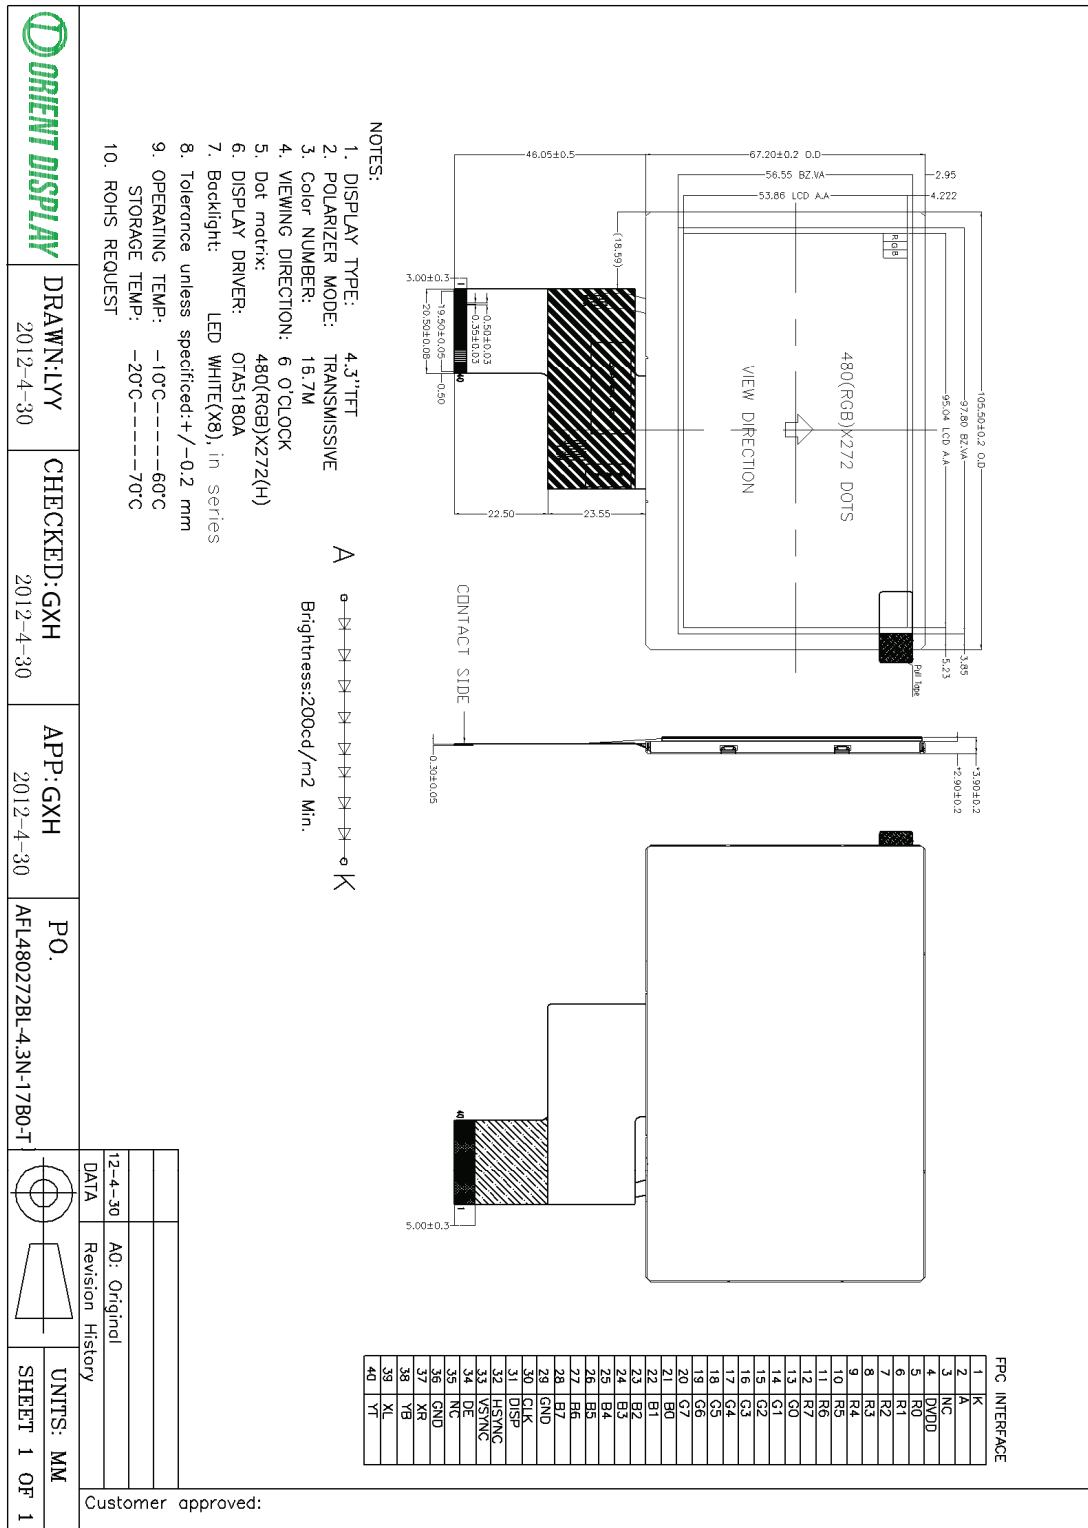 67.20±0.2 O.D
56.55 BZ.VA
53.86 LCD A.A
2.95
4.222
46.05±0.5
(18.59)
3.00±0.3
1
40
0.50±0.03
0.35±0.03
19.50±0.05
20.50±0.08
0.50
RGB
480(RGB)X272 DOTS
VIEW DIRECTION
105.50±0.2 O.D
97.80 BZ.VA
95.04 LCD A.A
3.85
5.23
Pull Tape
22.50
23.55
CONTACT SIDE
0.30±0.05
*3.90±0.2
*2.90±0.2
40
1
5.00±0.3
FPC INTERFACE
1 K
2 A
3 NC
4 DVDD
5 R0
6 R1
7 R2
8 R3
9 R4
10 R5
11 R6
12 R7
13 G0
14 G1
15 G2
16 G3
17 G4
18 G5
19 G6
20 G7
21 B0
22 B1
23 B2
24 B3
25 B4
26 B5
27 B6
28 B7
29 GND
30 CLK
31 DISP
32 HSYNC
33 VSYNC
34 DE
35 NC
36 GND
37 XR
38 YB
39 XL
40 YT
NOTES:
1. DISPLAY TYPE: 4.3''TFT
2. POLARIZER MODE: TRANSMISSIVE
3. Color NUMBER: 16.7M
4. VIEWING DIRECTION: 6 O'CLOCK
5. Dot matrix: 480(RGB)X272(H)
6. DISPLAY DRIVER: OTA5180A
7. Backlight: LED WHITE(X8), in series
8. Tolerance unless specificed:+/-0.2 mm
9. OPERATING TEMP: -10°C-----60°C
STORAGE TEMP: -20°C-----70°C
10. ROHS REQUEST
A
K
Brightness:200cd/m2 Min.
12-4-30 A0: Original
DATA Revision History
Customer approved:
ORIENT DISPLAY
DRAWN:LYY
2012-4-30
CHECKED:GXH
2012-4-30
APP:GXH
2012-4-30
PO.
AFL480272BL-4.3N-17B0-T
UNITS: MM
SHEET 1 OF 1